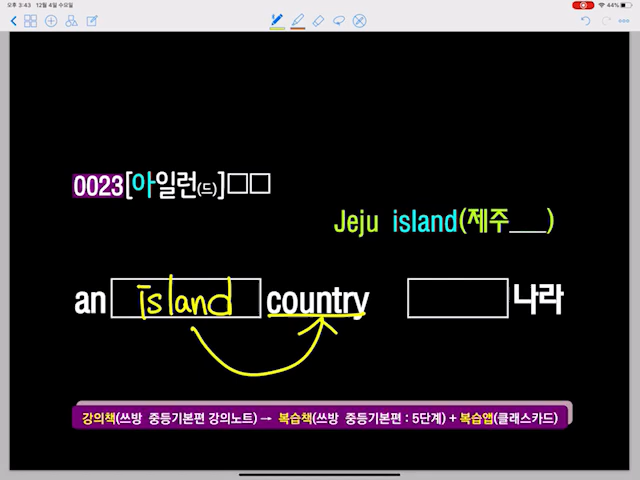 오후 3:43 12월 4일 수요일
44%
0023[아일런(드)]□□
Jeju island(제주___)
an island country 나라
강의책(쓰방 중등기본편 강의노트) → 복습책(쓰방 중등기본편 : 5단계) + 복습앱(클래스카드)